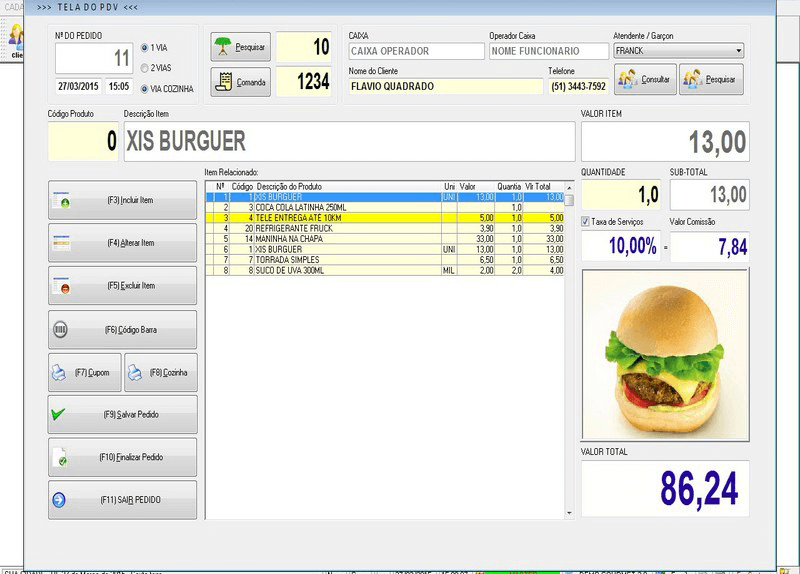 CADA
>>> TELA DO PDV <<<
clie
Nº DO PEDIDO
11
1 VIA
2 VIAS
VIA COZINHA
27/03/2015 15:05
Pesquisar 10
Comanda 1234
CAIXA Operador Caixa Atendente / Garçon
CAIXA OPERADOR NOME FUNCIONARIO FRANCK
Nome do Cliente Telefone
FLAVIO QUADRADO (51) 3443-7592
Consultar Pesquisar
Código Produto Descrição Item VALOR ITEM
0 XIS BURGUER 13,00
Item Relacionado:
Nº Código Descrição do Produto Uni Valor Quantia Vlr Total
1 1 XIS BURGUER UNI 13,00 1,0 13,00
2 3 COCA COLA LATINHA 250ML 1,0
3 4 TELE ENTREGA ATÉ 10KM 5,00 1,0 5,00
4 20 REFRIGERANTE FRUCK 3,90 1,0 3,90
5 14 MANINHA NA CHAPA 33,00 1,0 33,00
6 1 XIS BURGUER UNI 13,00 1,0 13,00
7 7 TORRADA SIMPLES 6,50 1,0 6,50
8 8 SUCO DE UVA 300ML MIL 2,00 2,0 4,00
(F3) Incluir Item
(F4) Alterar Item
(F5) Excluir Item
(F6) Código Barra
(F7) Cupom (F8) Cozinha
(F9) Salvar Pedido
(F10) Finalizar Pedido
(F11) SAIR PEDIDO
QUANTIDADE SUB-TOTAL
1,0 13,00
Taxa de Serviços Valor Comissão
10,00% = 7,84
VALOR TOTAL
86,24